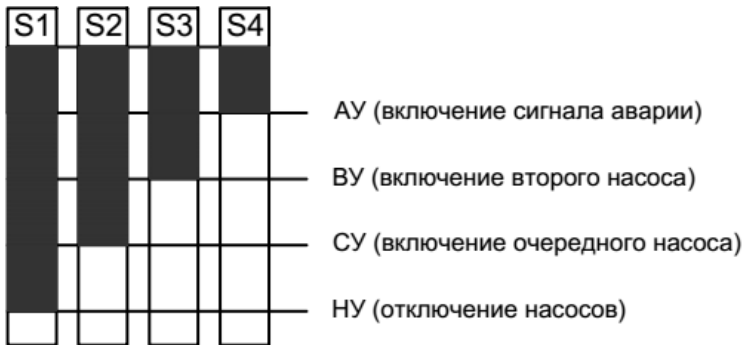 S1 S2 S3 S4
АУ (включение сигнала аварии)
ВУ (включение второго насоса)
СУ (включение очередного насоса)
НУ (отключение насосов)